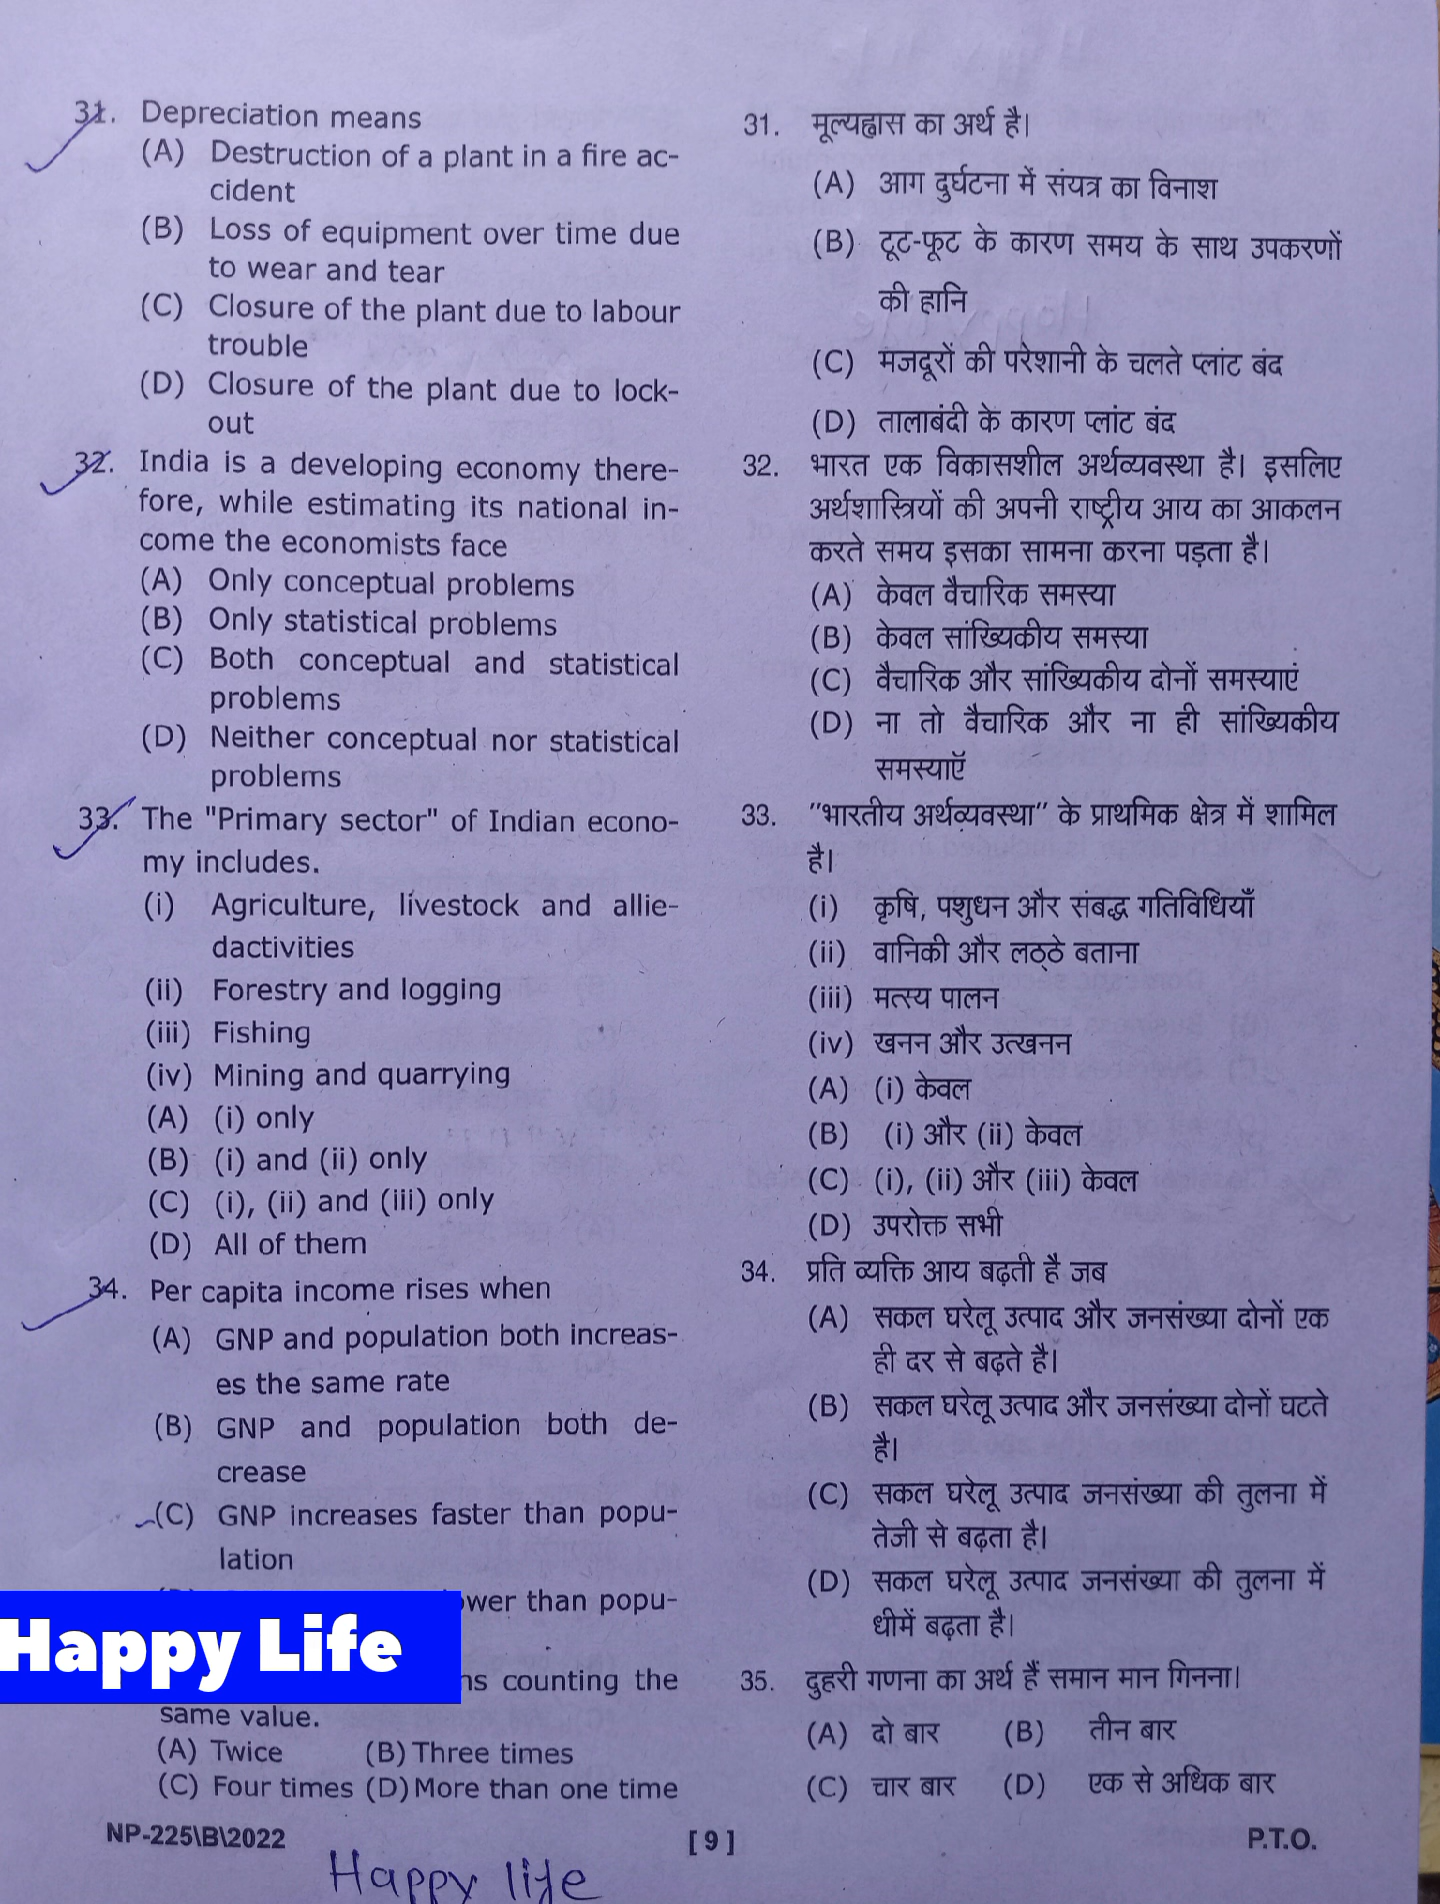 31. Depreciation means
(A) Destruction of a plant in a fire ac-
cident
(B) Loss of equipment over time due
to wear and tear
(C) Closure of the plant due to labour
trouble
(D) Closure of the plant due to lock-
out
32. India is a developing economy there-
fore, while estimating its national in-
come the economists face
(A) Only conceptual problems
(B) Only statistical problems
(C) Both conceptual and statistical
problems
(D) Neither conceptual nor statistical
problems
33. The "Primary sector" of Indian econo-
my includes.
(i) Agriculture, livestock and allie-
dactivities
(ii) Forestry and logging
(iii) Fishing
(iv) Mining and quarrying
(A) (i) only
(B) (i) and (ii) only
(C) (i), (ii) and (iii) only
(D) All of them
34. Per capita income rises when
(A) GNP and population both increas-
es the same rate
(B) GNP and population both de-
crease
(C) GNP increases faster than popu-
lation
than popu-
Happy Life
counting the
same value.
(A) Twice (B) Three times
(C) Four times (D) More than one time
31. मूल्यह्वास का अर्थ है।
(A) आग दुर्घटना में संयत्र का विनाश
(B) टूट-फूट के कारण समय के साथ उपकरणों
की हानि
(C) मजदूरों की परेशानी के चलते प्लांट बंद
(D) तालाबंदी के कारण प्लांट बंद
32. भारत एक विकासशील अर्थव्यवस्था है। इसलिए
अर्थशास्त्रियों की अपनी राष्ट्रीय आय का आकलन
करते समय इसका सामना करना पड़ता है।
(A) केवल वैचारिक समस्या
(B) केवल सांख्यिकीय समस्या
(C) वैचारिक और सांख्यिकीय दोनों समस्याएं
(D) ना तो वैचारिक और ना ही सांख्यिकीय
समस्याएँ
33. "भारतीय अर्थव्यवस्था" के प्राथमिक क्षेत्र में शामिल
है।
(i) कृषि, पशुधन और संबद्ध गतिविधियाँ
(ii) वानिकी और लठ्ठे बताना
(iii) मत्स्य पालन
(iv) खनन और उत्खनन
(A) (i) केवल
(B) (i) और (ii) केवल
(C) (i), (ii) और (iii) केवल
(D) उपरोक्त सभी
34. प्रति व्यक्ति आय बढ़ती है जब
(A) सकल घरेलू उत्पाद और जनसंख्या दोनों एक
ही दर से बढ़ते है।
(B) सकल घरेलू उत्पाद और जनसंख्या दोनों घटते
है।
(C) सकल घरेलू उत्पाद जनसंख्या की तुलना में
तेजी से बढ़ता है।
(D) सकल घरेलू उत्पाद जनसंख्या की तुलना में
धीमें बढ़ता है।
35. दुहरी गणना का अर्थ हैं समान मान गिनना।
(A) दो बार (B) तीन बार
(C) चार बार (D) एक से अधिक बार
NP-225\B\2022 [ 9 ] P.T.O.
Happy life